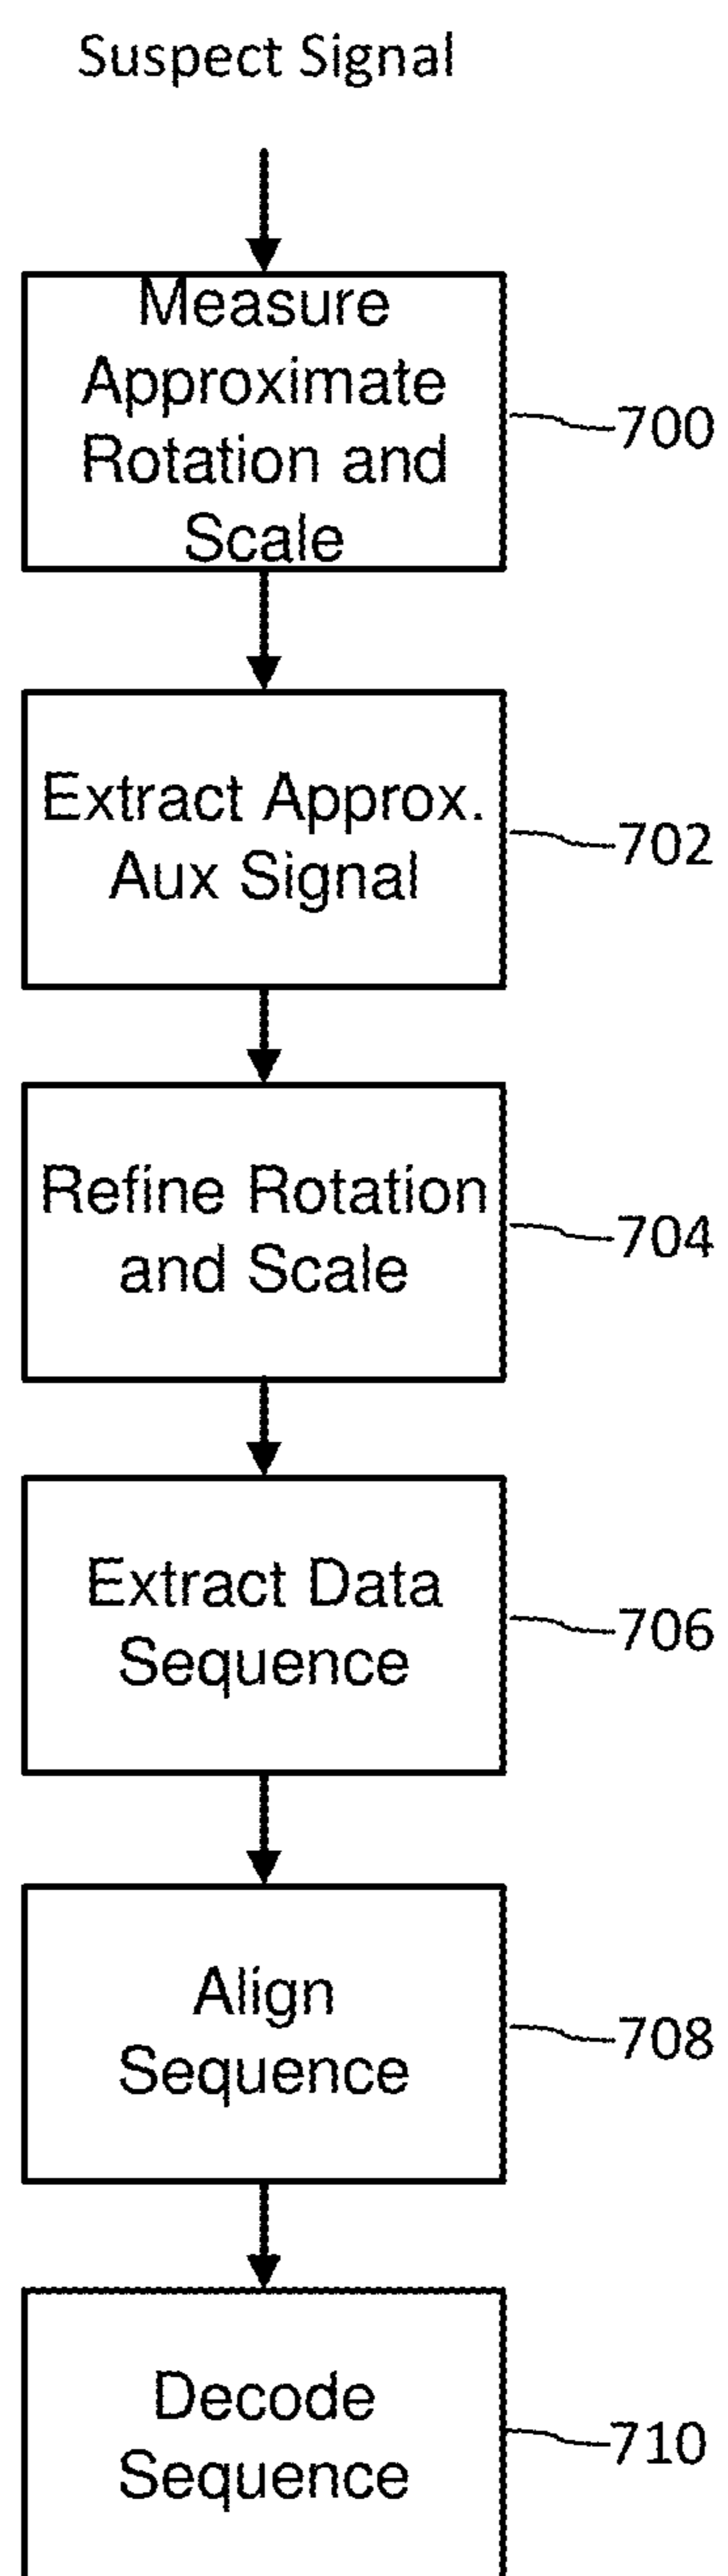 Suspect Signal
Measure
Approximate
Rotation and
Scale
700
Extract Approx.
Aux Signal
702
Refine Rotation
and Scale
704
Extract Data
Sequence
706
Align
Sequence
708
Decode
Sequence
710